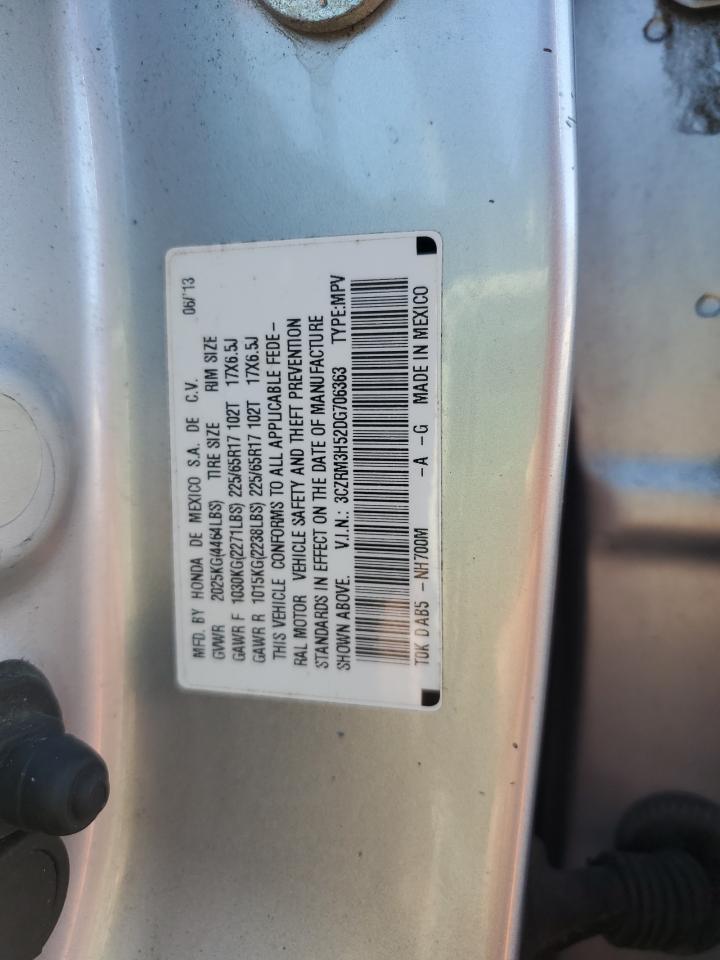 MFD. BY HONDA DE MEXICO S.A. DE C.V. 06/'13
GVWR 2025KG(4464LBS) TIRE SIZE RIM SIZE
GAWR F 1030KG(2271LBS) 225/65R17 102T 17X6.5J
GAWR R 1015KG(2238LBS) 225/65R17 102T 17X6.5J
THIS VEHICLE CONFORMS TO ALL APPLICABLE FEDE-
RAL MOTOR VEHICLE SAFETY AND THEFT PREVENTION
STANDARDS IN EFFECT ON THE DATE OF MANUFACTURE
SHOWN ABOVE. V.I.N.: 3CZRM3H52DG706363 TYPE:MPV
T0K D AB5 -NH700M -A -G MADE IN MEXICO